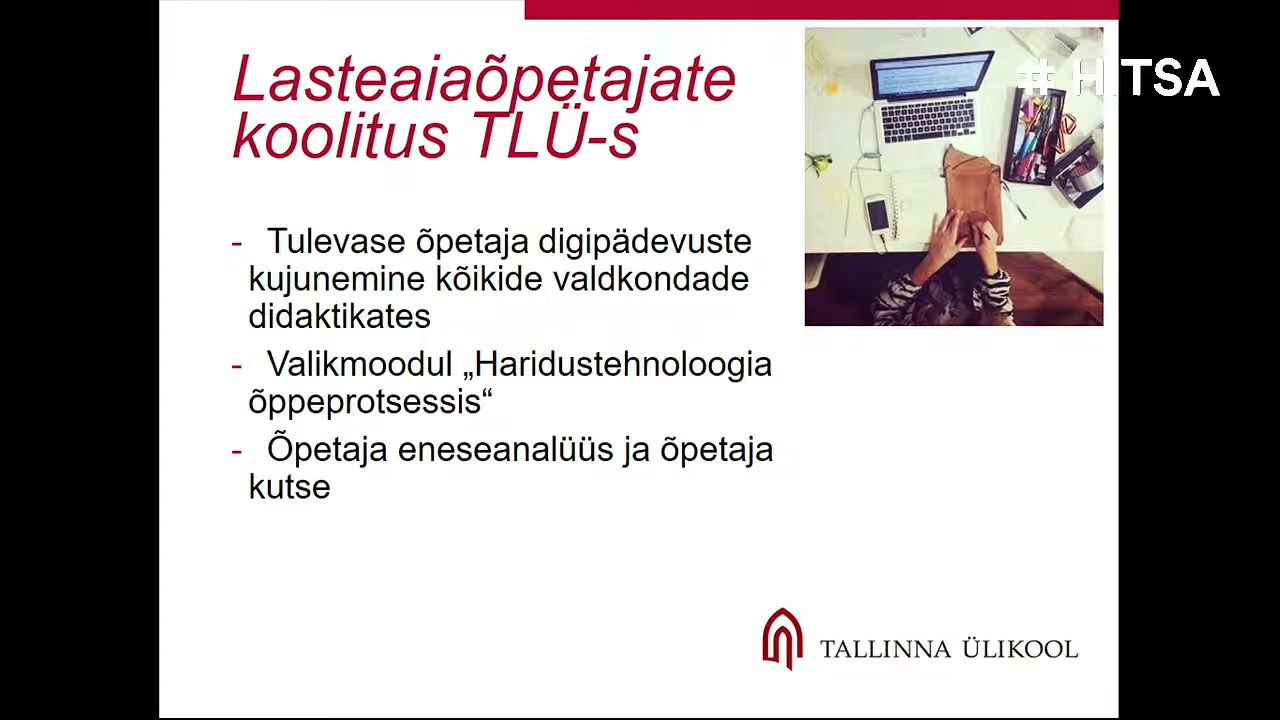 Lasteaiaõpetajate
koolitus TLÜ-s
# HITSA
- Tulevase õpetaja digipädevuste
kujunemine kõikide valdkondade
didaktikates
- Valikmoodul „Haridustehnoloogia
õppeprotsessis“
- Õpetaja eneseanalüüs ja õpetaja
kutse
TALLINNA ÜLIKOOL